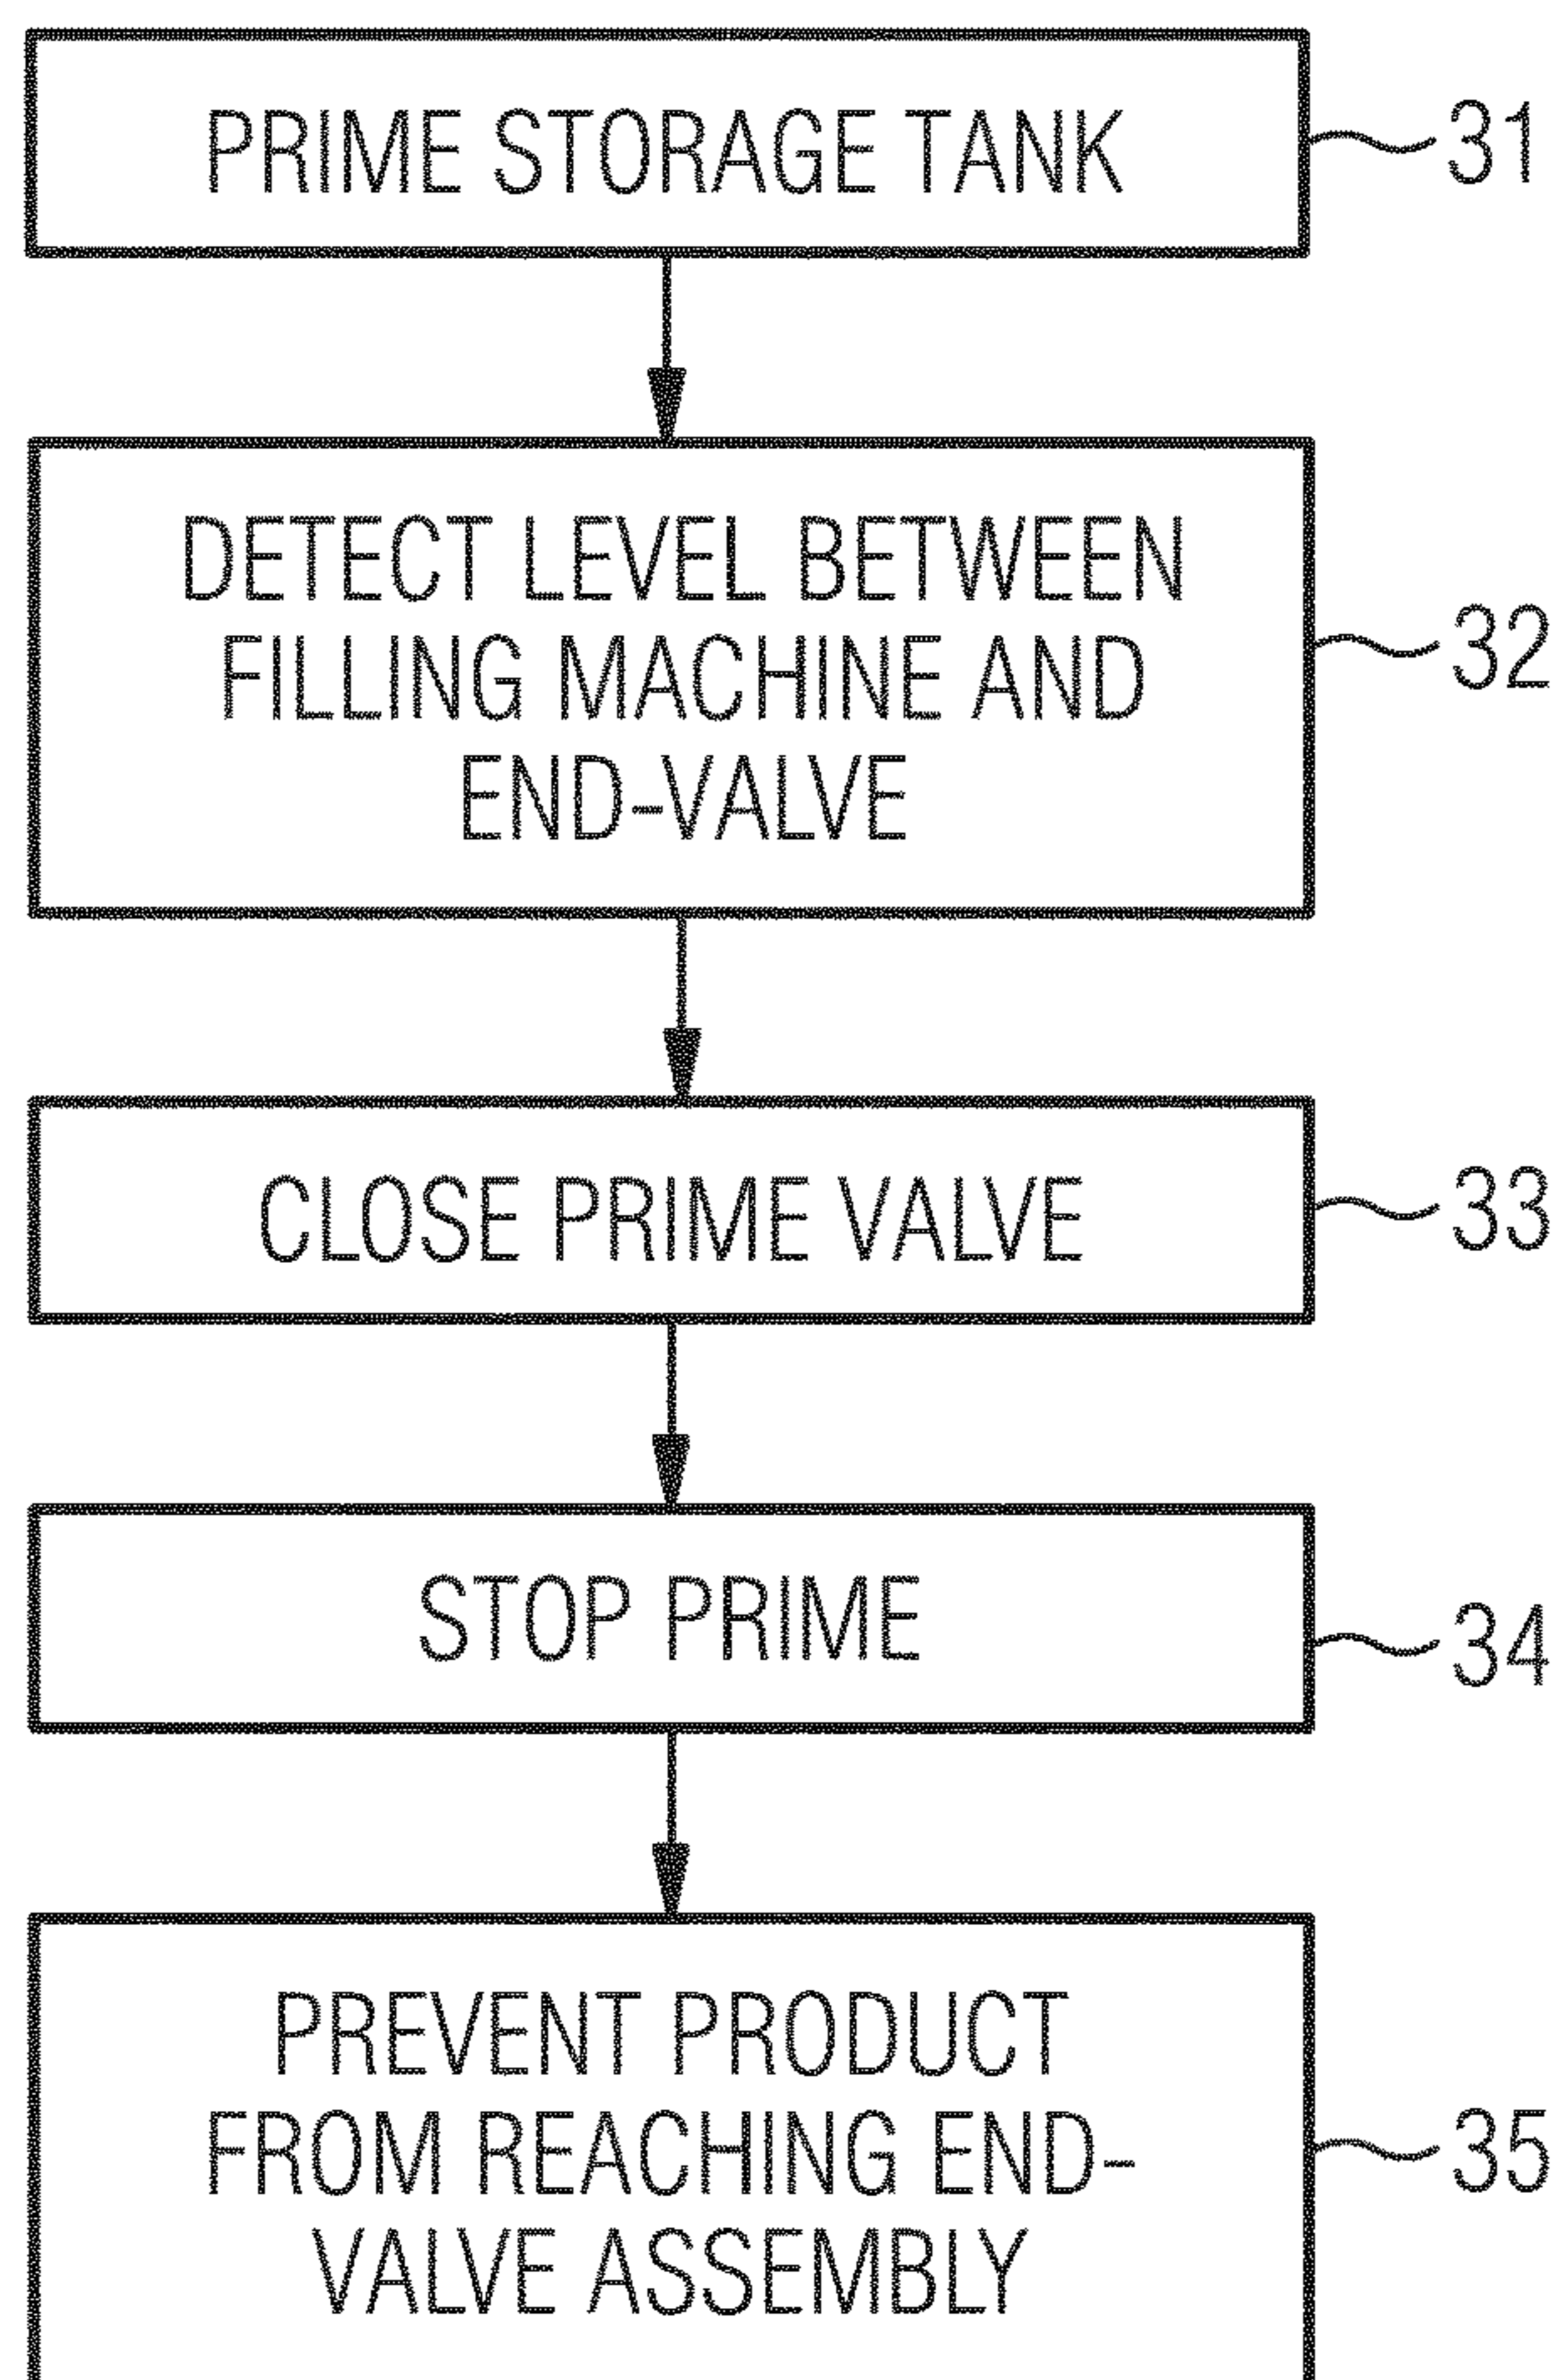 PRIME STORAGE TANK
31
DETECT LEVEL BETWEEN
FILLING MACHINE AND
END-VALVE
32
CLOSE PRIME VALVE
33
STOP PRIME
34
PREVENT PRODUCT
FROM REACHING END-
VALVE ASSEMBLY
35